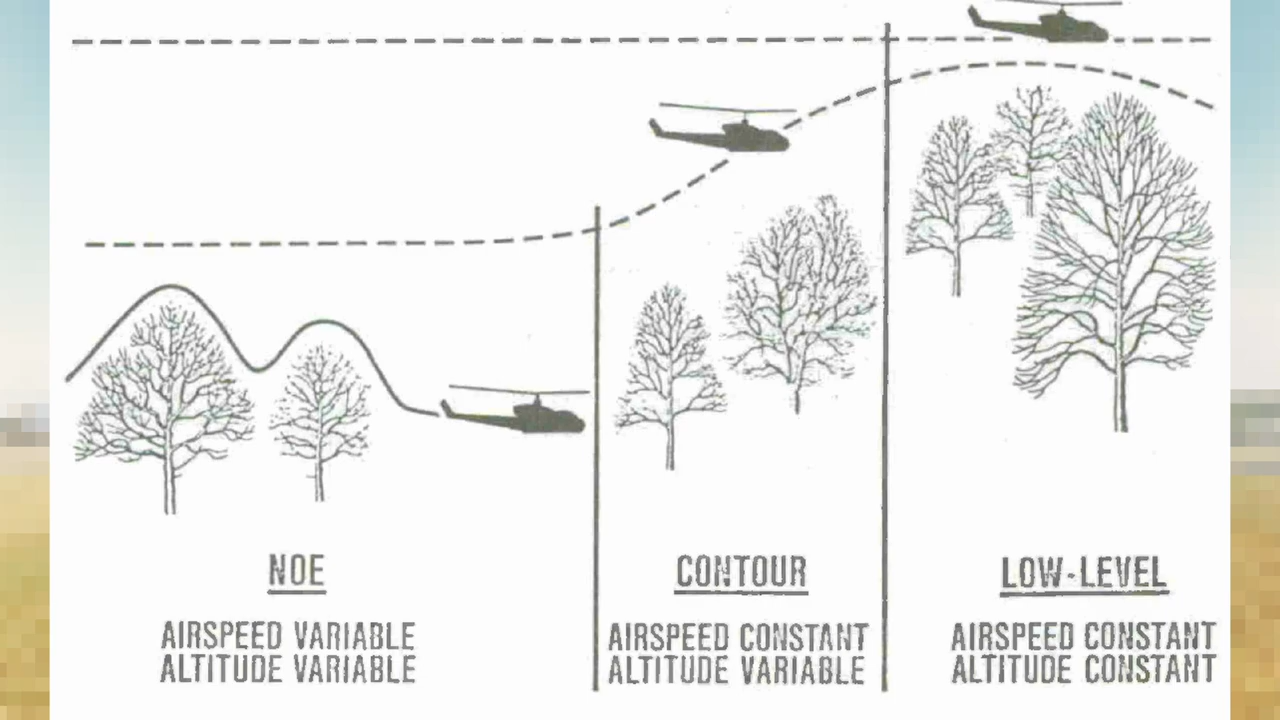 NOE
AIRSPEED VARIABLE
ALTITUDE VARIABLE
CONTOUR
AIRSPEED CONSTANT
ALTITUDE VARIABLE
LOW-LEVEL
AIRSPEED CONSTANT
ALTITUDE CONSTANT